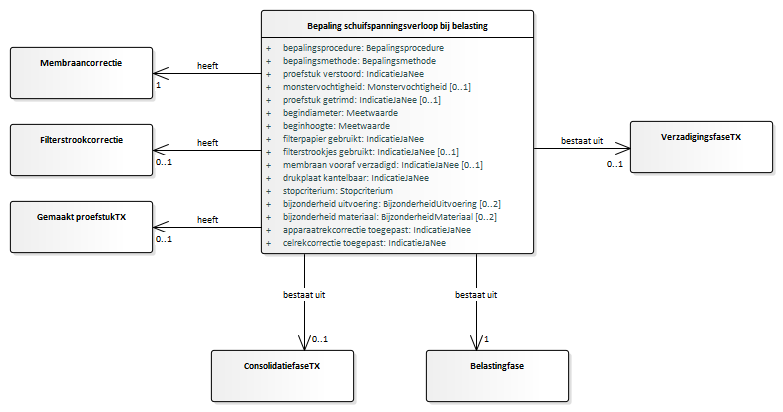 Bepaling schuifspanningsverloop bij belasting
+ bepalingsprocedure: Bepalingsprocedure
+ bepalingsmethode: Bepalingsmethode
+ proefstuk verstoord: IndicatieJaNee
+ monstervochtigheid: Monstervochtigheid [0..1]
+ proefstuk getrimd: IndicatieJaNee [0..1]
+ begindiameter: Meetwaarde
+ beginhoogte: Meetwaarde
+ filterpapier gebruikt: IndicatieJaNee
+ filterstrookjes gebruikt: IndicatieJaNee [0..1]
+ membraan vooraf verzadigd: IndicatieJaNee [0..1]
+ drukplaat kantelbaar: IndicatieJaNee
+ stopcriterium: Stopcriterium
+ bijzonderheid uitvoering: BijzonderheidUitvoering [0..2]
+ bijzonderheid materiaal: BijzonderheidMateriaal [0..2]
+ apparaatrekcorrectie toegepast: IndicatieJaNee
+ celrekcorrectie toegepast: IndicatieJaNee
Membraancorrectie
heeft
1
Filterstrookcorrectie
heeft
0..1
Gemaakt proefstukTX
heeft
0..1
bestaat uit
0..1
VerzadigingsfaseTX
bestaat uit
0..1
ConsolidatiefaseTX
bestaat uit
1
Belastingfase